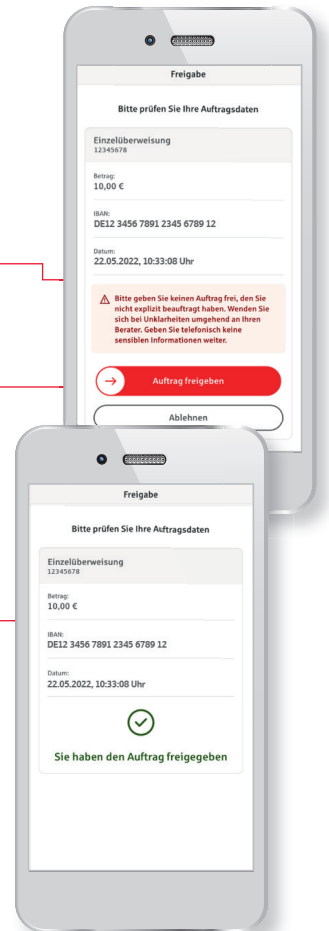 Freigabe
Bitte prüfen Sie Ihre Auftragsdaten
Einzelüberweisung
12345678
Betrag:
10,00 €
IBAN:
DE12 3456 7891 2345 6789 12
Datum:
22.05.2022, 10:33:08 Uhr
Bitte geben Sie keinen Auftrag frei, den Sie
nicht explizit beauftragt haben. Wenden Sie
sich bei Unklarheiten umgehend an Ihren
Berater. Geben Sie telefonisch keine
sensiblen Informationen weiter.
Auftrag freigeben
Ablehnen
Freigabe
Bitte prüfen Sie Ihre Auftragsdaten
Einzelüberweisung
12345678
Betrag:
10,00 €
IBAN:
DE12 3456 7891 2345 6789 12
Datum:
22.05.2022, 10:33:08 Uhr
Sie haben den Auftrag freigegeben